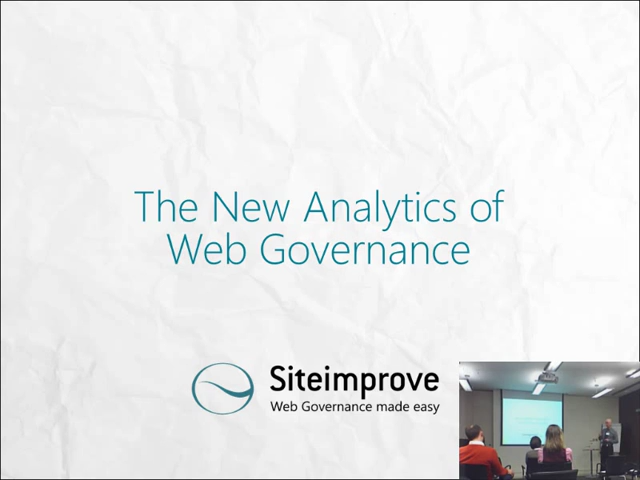 The New Analytics of
Web Governance
Siteimprove
Web Governance made easy